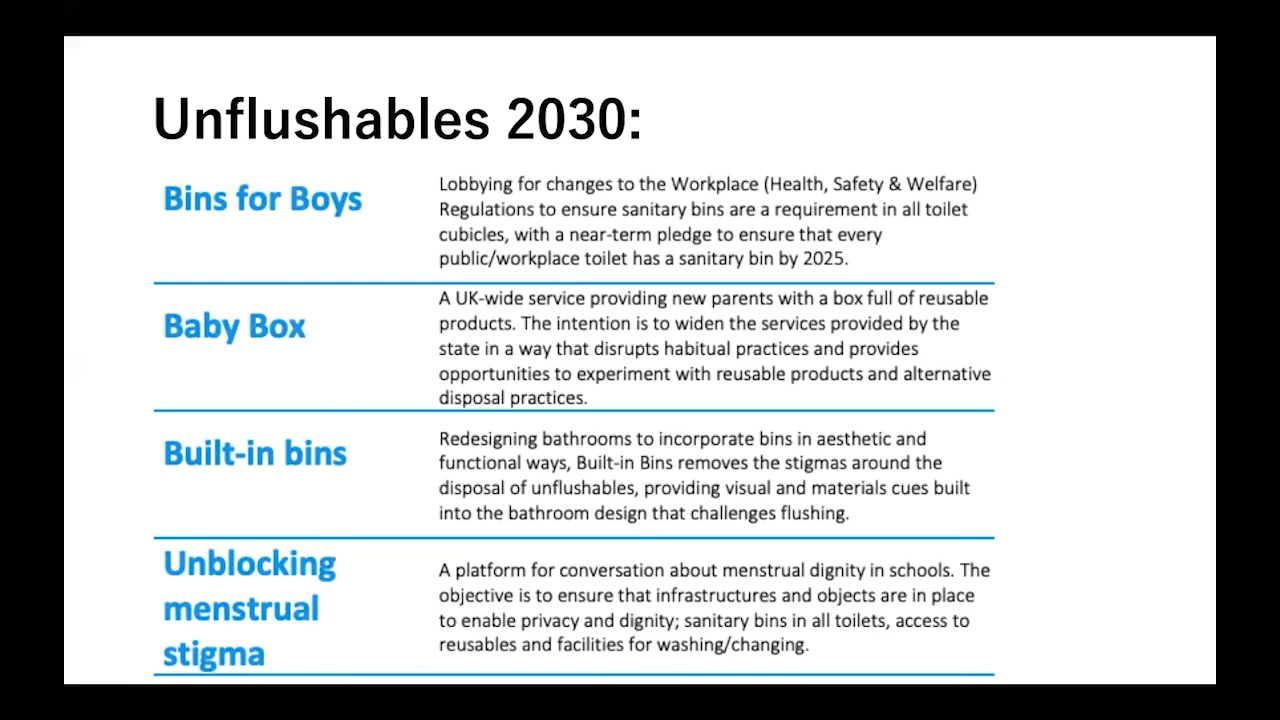 Unflushables 2030:
Bins for Boys
Lobbying for changes to the Workplace (Health, Safety & Welfare)
Regulations to ensure sanitary bins are a requirement in all toilet
cubicles, with a near-term pledge to ensure that every
public/workplace toilet has a sanitary bin by 2025.
Baby Box
A UK-wide service providing new parents with a box full of reusable
products. The intention is to widen the services provided by the
state in a way that disrupts habitual practices and provides
opportunities to experiment with reusable products and alternative
disposal practices.
Built-in bins
Redesigning bathrooms to incorporate bins in aesthetic and
functional ways, Built-in Bins removes the stigmas around the
disposal of unflushables, providing visual and materials cues built
into the bathroom design that challenges flushing.
Unblocking
menstrual
stigma
A platform for conversation about menstrual dignity in schools. The
objective is to ensure that infrastructures and objects are in place
to enable privacy and dignity; sanitary bins in all toilets, access to
reusables and facilities for washing/changing.